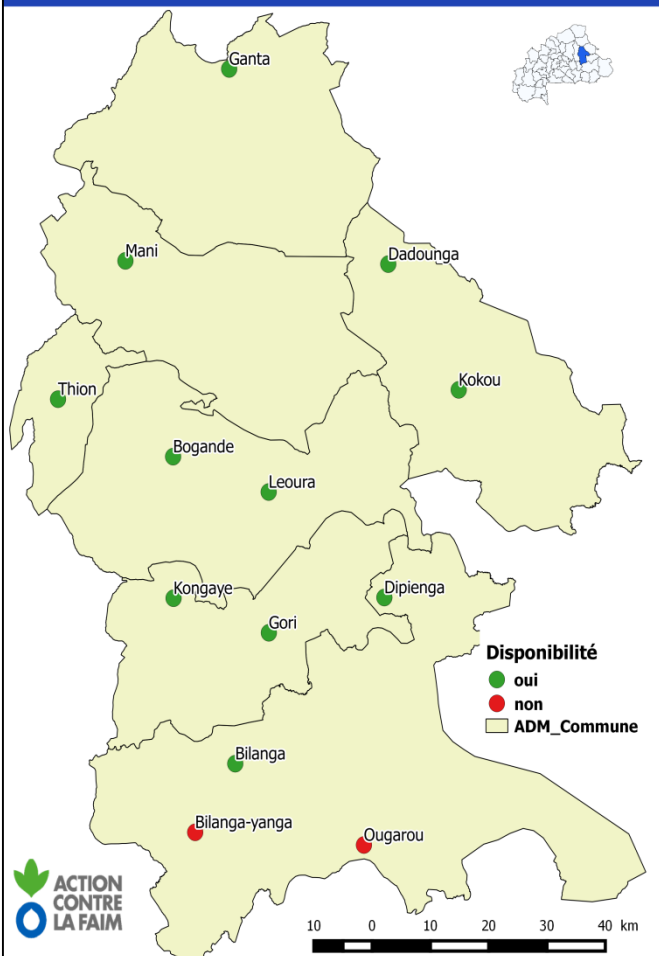 Ganta
Mani
Dadounga
Thion
Kokou
Bogande
Leoura
Kongaye
Dipienga
Gori
Disponibilité
oui
non
ADM_Commune
Bilanga
Bilanga-yanga
Ougarou
ACTION
CONTRE
LA FAIM
10 0 10 20 30 40 km